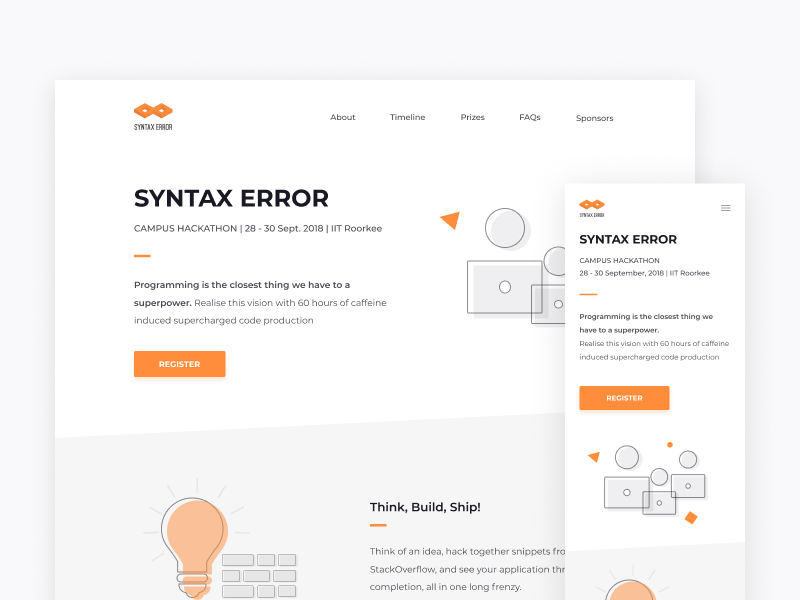 SYNTAX ERROR
About Timeline Prizes FAQs Sponsors
SYNTAX ERROR
CAMPUS HACKATHON | 28 - 30 Sept. 2018 | IIT Roorkee
Programming is the closest thing we have to a
superpower. Realise this vision with 60 hours of caffeine
induced supercharged code production
REGISTER
Think, Build, Ship!
Think of an idea, hack together snippets
StackOverflow, and see your application
completion, all in one long frenzy.
SYNTAX ERROR
SYNTAX ERROR
CAMPUS HACKATHON
28 - 30 September, 2018 | IIT Roorkee
Programming is the closest thing we
have to a superpower.
Realise this vision with 60 hours of caffeine
induced supercharged code production
REGISTER